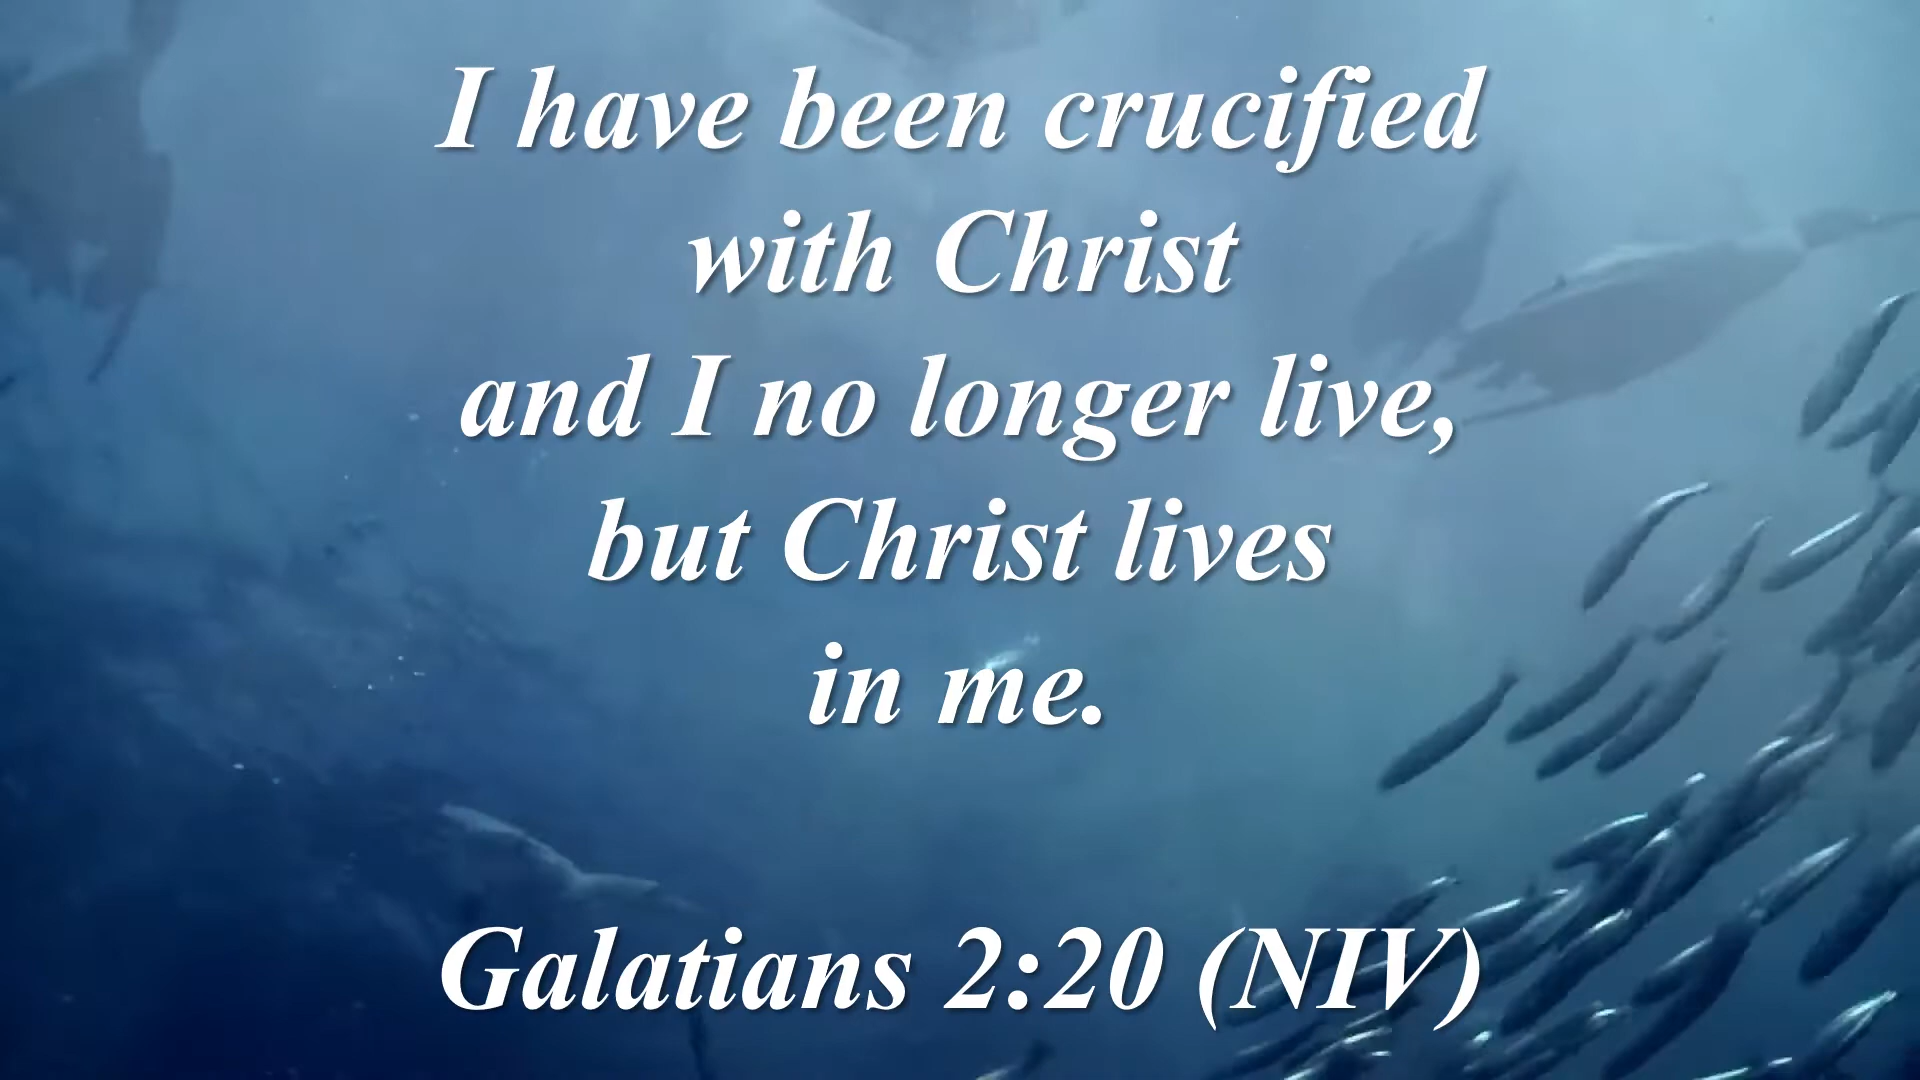 I have been crucified
with Christ
and I no longer live,
but Christ lives
in me.
Galatians 2:20 (NIV)